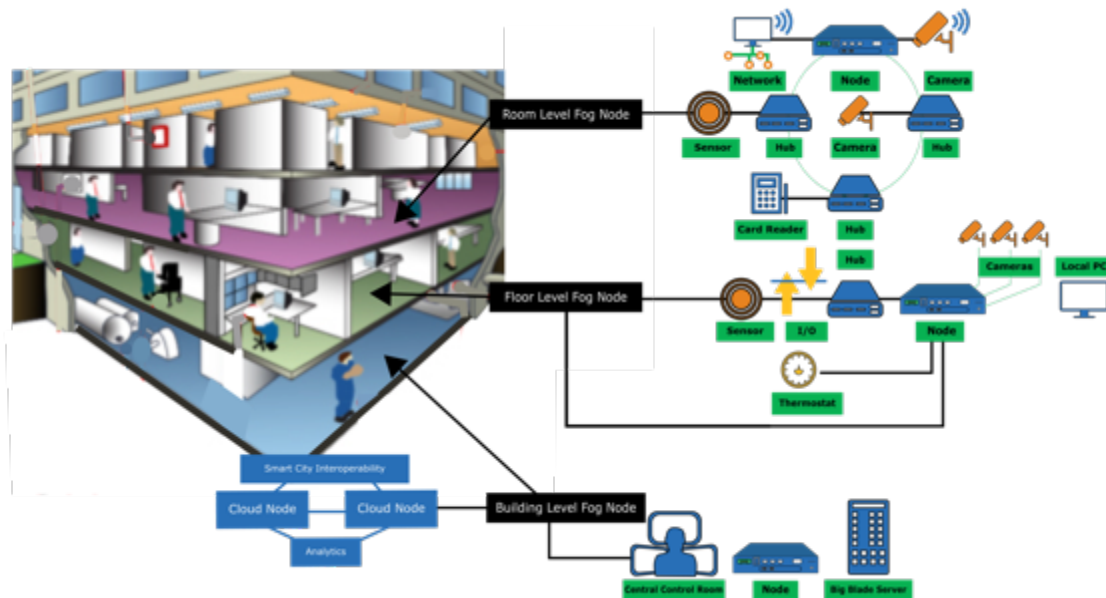 Network
Node
Camera
Room Level Fog Node
Sensor
Hub
Camera
Hub
Card Reader
Hub
Hub
Cameras
Local PC
Floor Level Fog Node
Sensor
I/O
Node
Thermostat
Smart City Interoperability
Cloud Node
Cloud Node
Building Level Fog Node
Analytics
Central Control Room
Node
Big Blade Server